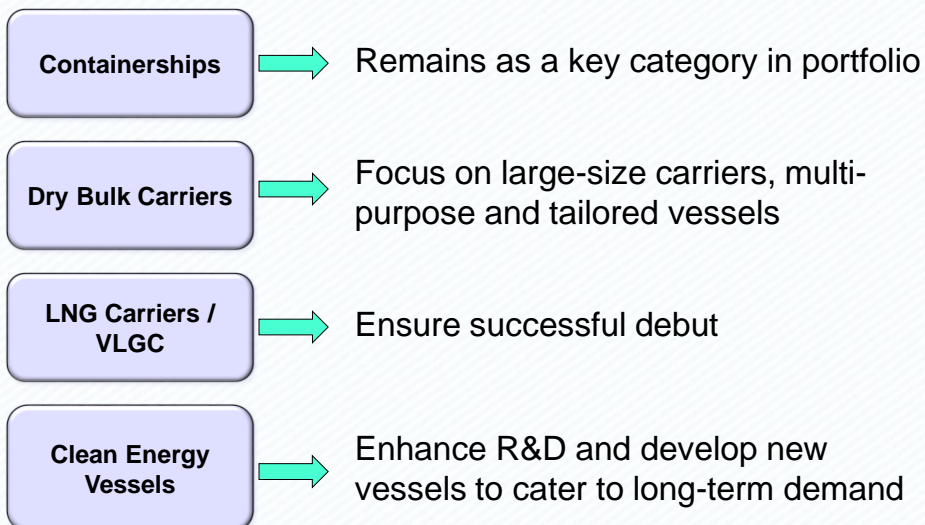 Containerships
Remains as a key category in portfolio
Dry Bulk Carriers
Focus on large-size carriers, multi-
purpose and tailored vessels
LNG Carriers /
VLGC
Ensure successful debut
Clean Energy
Vessels
Enhance R&D and develop new
vessels to cater to long-term demand